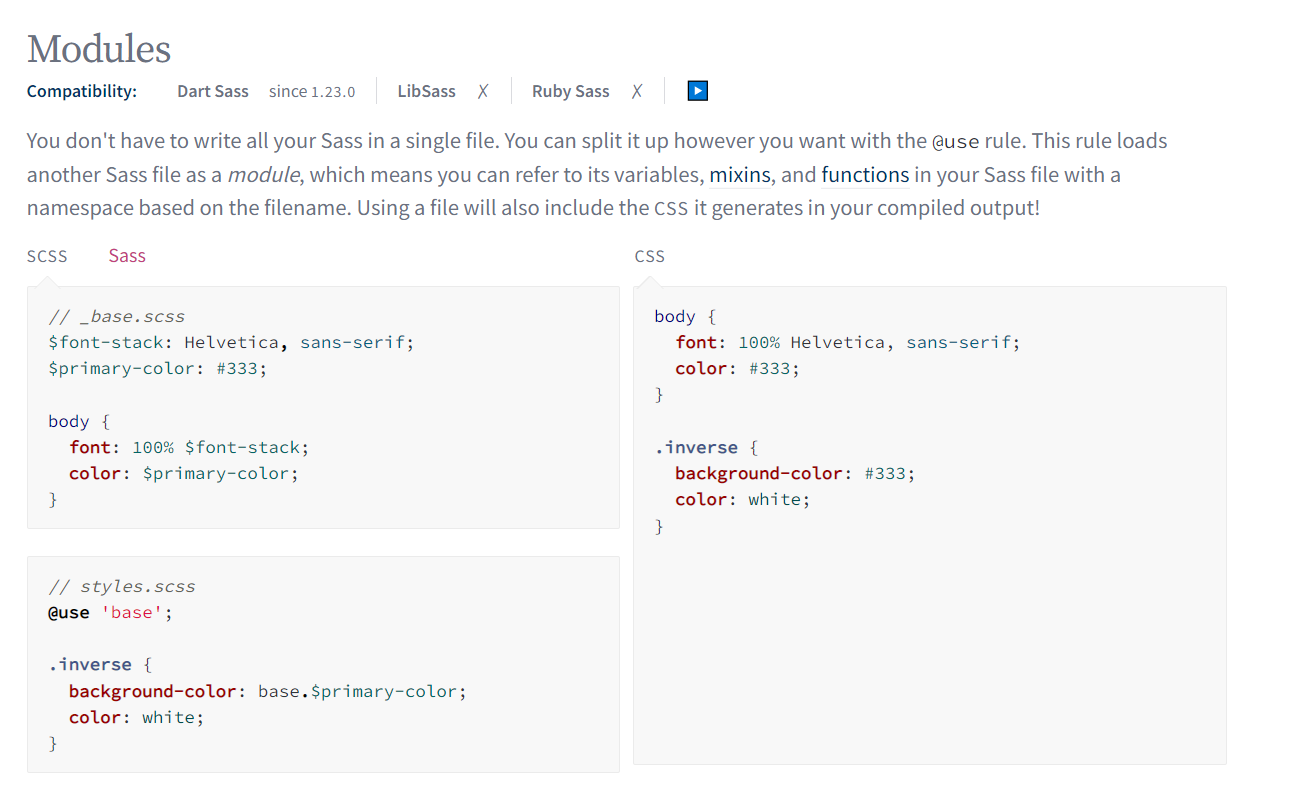 Modules
Compatibility: Dart Sass since 1.23.0 LibSass ✗ Ruby Sass ✗ ▶
You don't have to write all your Sass in a single file. You can split it up however you want with the @use rule. This rule loads
another Sass file as a module, which means you can refer to its variables, mixins, and functions in your Sass file with a
namespace based on the filename. Using a file will also include the CSS it generates in your compiled output!
SCSS Sass
// _base.scss
$font-stack: Helvetica, sans-serif;
$primary-color: #333;
body {
  font: 100% $font-stack;
  color: $primary-color;
}
// styles.scss
@use 'base';
.inverse {
  background-color: base.$primary-color;
  color: white;
}
CSS
body {
  font: 100% Helvetica, sans-serif;
  color: #333;
}
.inverse {
  background-color: #333;
  color: white;
}